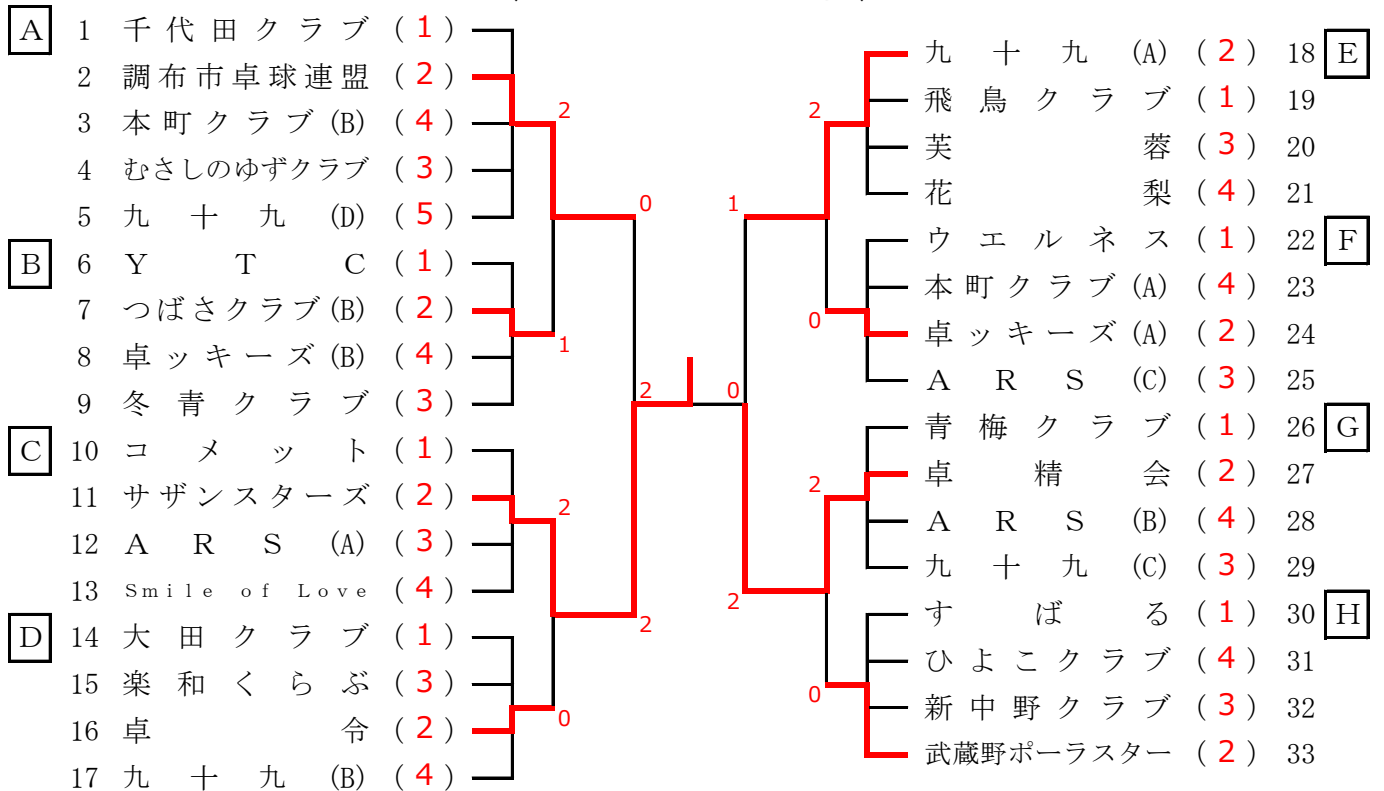 A 1 千代田クラブ (1)
2 調布市卓球連盟 (2)
3 本町クラブ(B) (4)
4 むさしのゆずクラブ (3)
5 九十九(D) (5)
B 6 YTC (1)
7 つばさクラブ(B) (2)
8 卓ッキーズ(B) (4)
9 冬青クラブ (3)
C 10 コメット (1)
11 サザンスターズ (2)
12 ARS(A) (3)
13 Smile of Love (4)
D 14 大田クラブ (1)
15 楽和くらぶ (3)
16 卓令 (2)
17 九十九(B) (4)
2
1
2
0
0
2
2
0
1
0
2
2
0
2
0
九十九(A) (2) 18 E
飛鳥クラブ (1) 19
芙蓉 (3) 20
花梨 (4) 21
ウエルネス (1) 22 F
本町クラブ(A) (4) 23
卓ッキーズ(A) (2) 24
ARS(C) (3) 25
青梅クラブ (1) 26 G
卓精会 (2) 27
ARS(B) (4) 28
九十九(C) (3) 29
すばる (1) 30 H
ひよこクラブ (4) 31
新中野クラブ (3) 32
武蔵野ポーラスター (2) 33